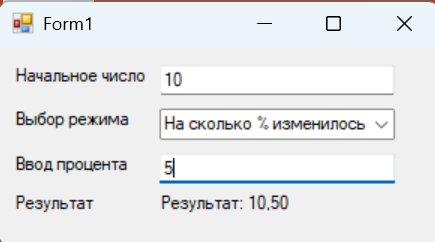 Form1
Начальное число 10
Выбор режима На сколько % изменилось
Ввод процента 5
Результат Результат: 10,50